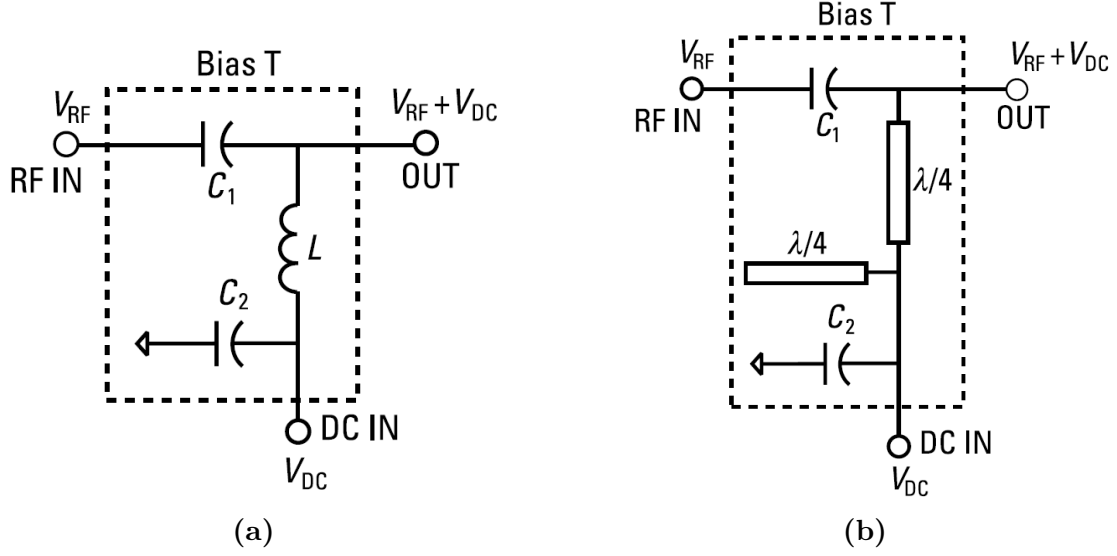 Bias T
V_RF
V_RF + V_DC
RF IN
C_1
OUT
L
C_2
DC IN
V_DC
(a)
Bias T
V_RF
V_RF + V_DC
RF IN
C_1
OUT
λ/4
λ/4
C_2
DC IN
V_DC
(b)